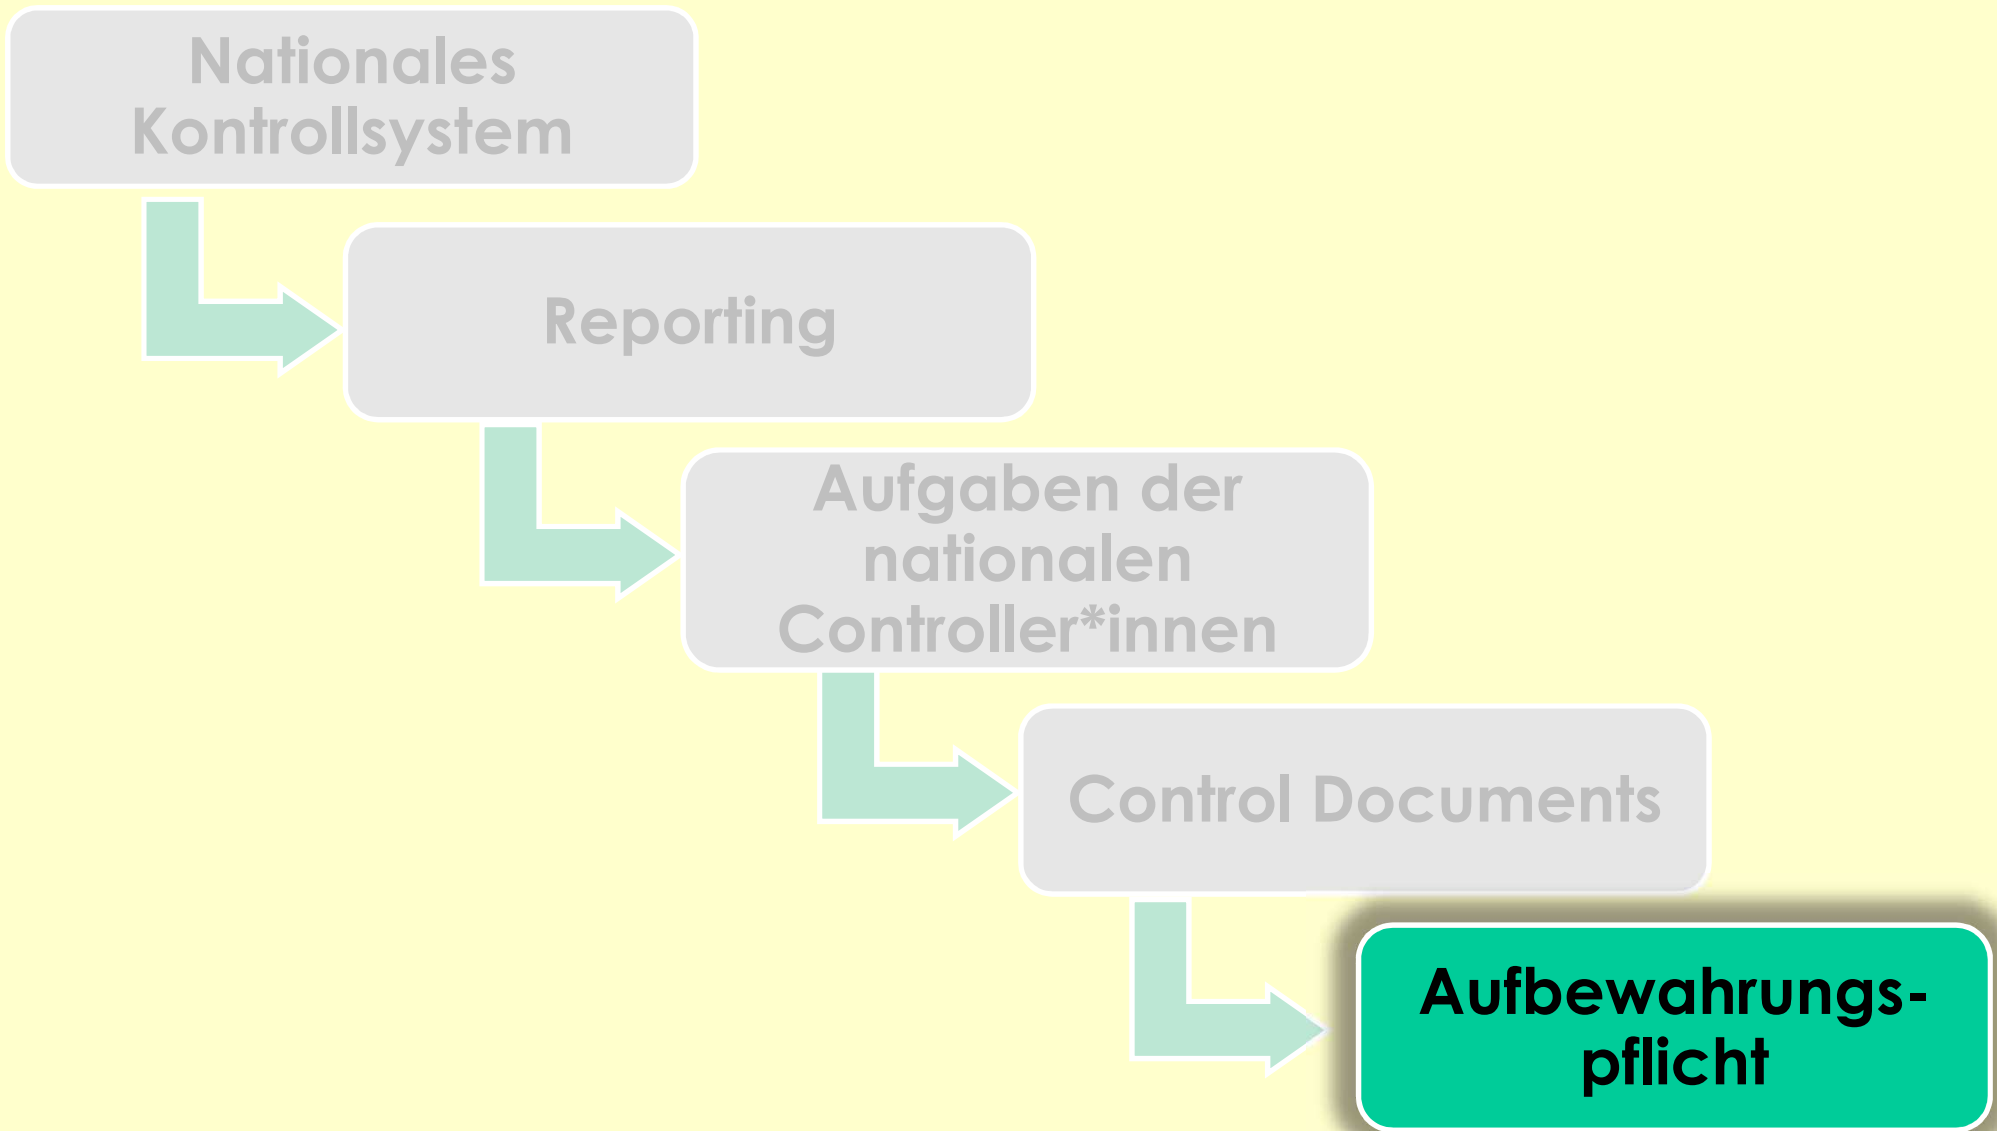 Nationales
Kontrollsystem
Reporting
Aufgaben der
nationalen
Controller*innen
Control Documents
Aufbewahrungs-
pflicht